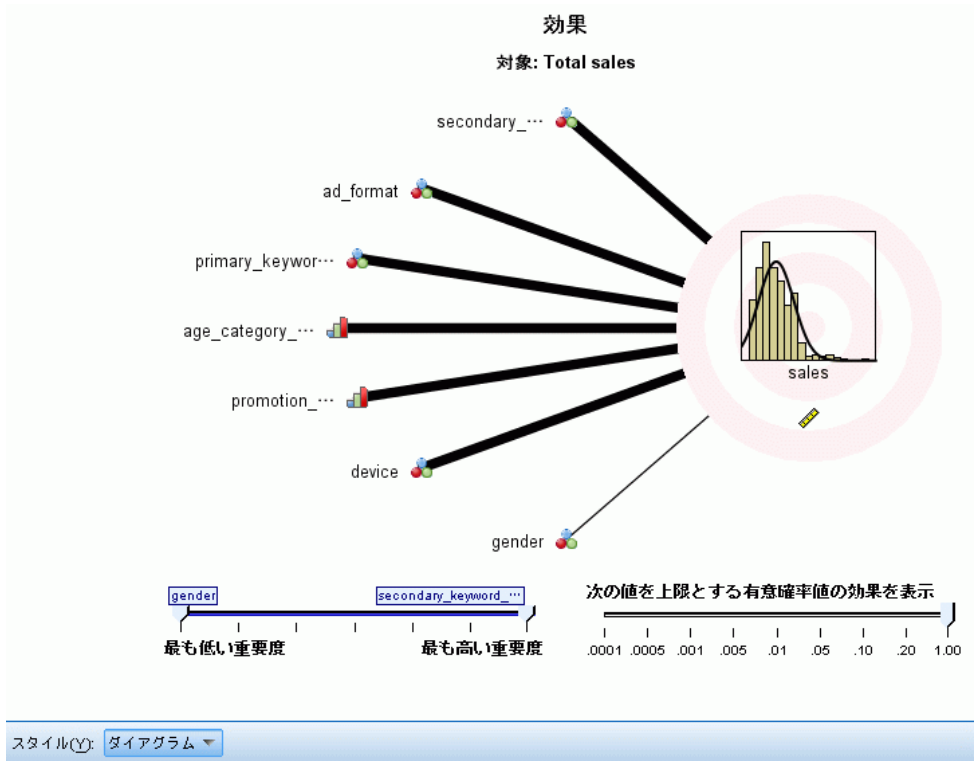 効果
対象: Total sales
secondary_…
ad_format
primary_keywor…
age_category_…
promotion_…
device
gender
sales
gender
secondary_keyword_…
最も低い重要度
最も高い重要度
次の値を上限とする有意確率値の効果を表示
.0001 .0005 .001 .005 .01 .05 .10 .20 1.00
スタイル(Y): ダイアグラム